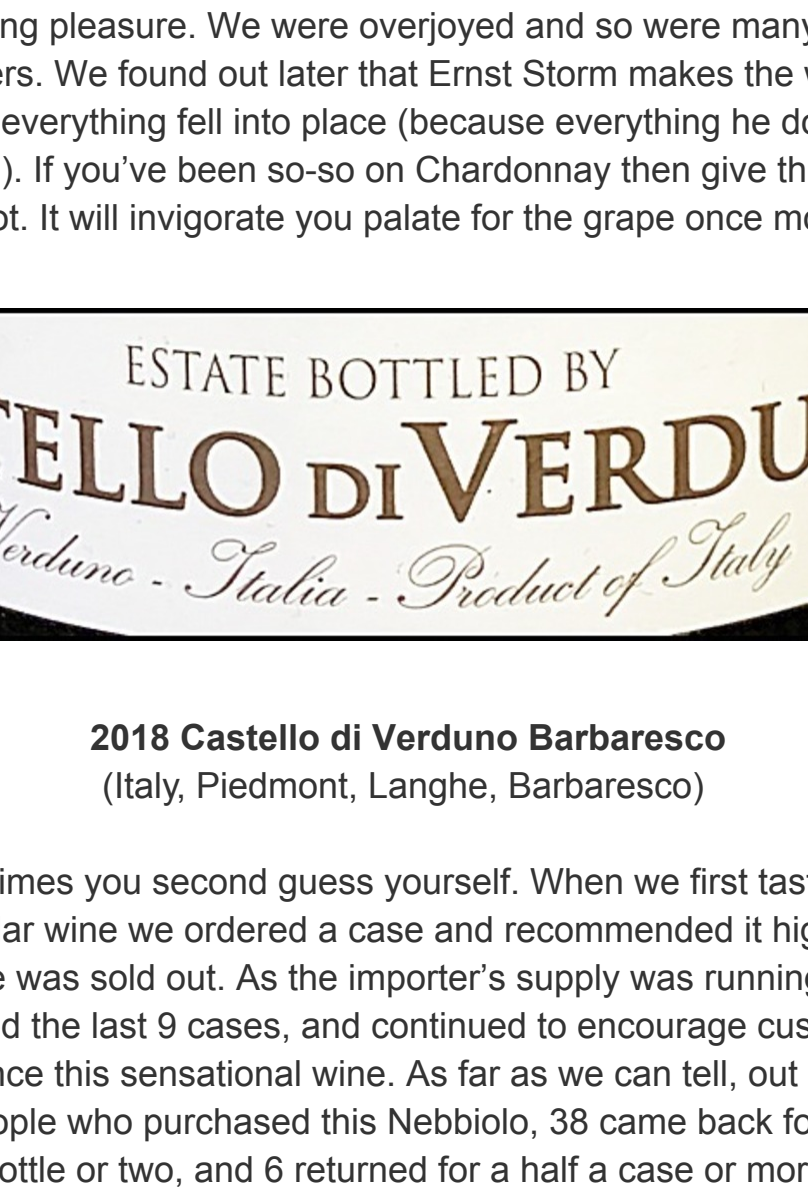 ng pleasure. We were overjoyed and so were many
ers. We found out later that Ernst Storm makes the
everything fell into place (because everything he do
). If you’ve been so-so on Chardonnay then give th
ot. It will invigorate you palate for the grape once mo
ESTATE BOTTLED BY
TELLO DI VERDU
Verduno - Italia - Product of Italy
2018 Castello di Verduno Barbaresco
(Italy, Piedmont, Langhe, Barbaresco)
imes you second guess yourself. When we first tast
ar wine we ordered a case and recommended it hig
e was sold out. As the importer’s supply was running
d the last 9 cases, and continued to encourage cus
nce this sensational wine. As far as we can tell, out
ople who purchased this Nebbiolo, 38 came back fo
ottle or two, and 6 returned for a half a case or mor